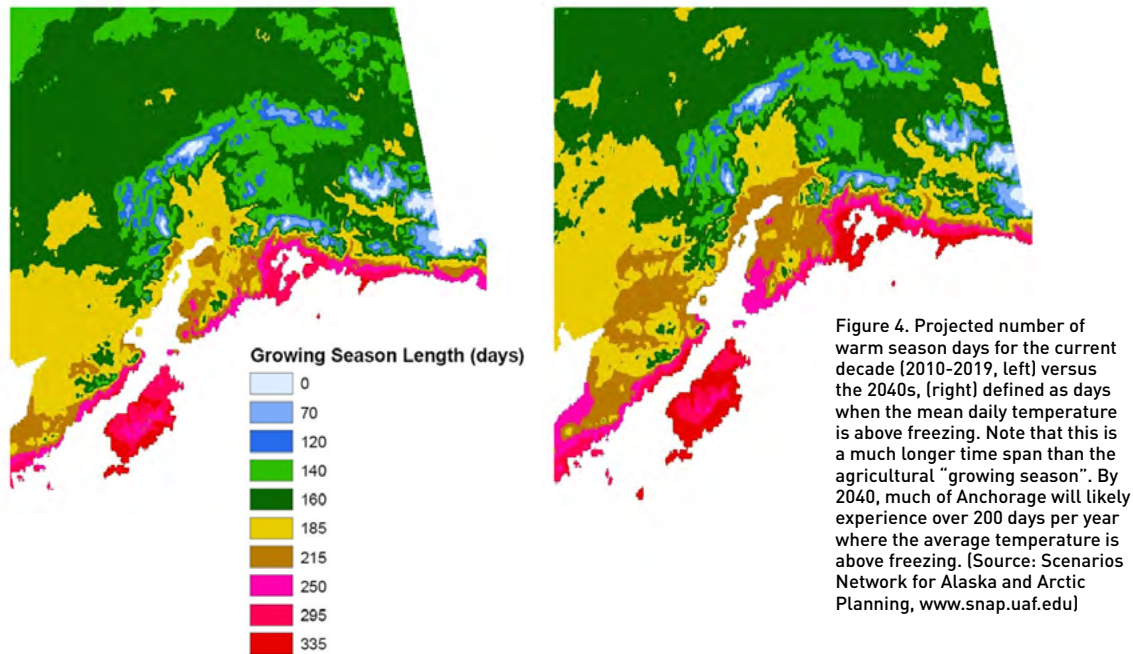 Growing Season Length (days)
0
70
120
140
160
185
215
250
295
335
Figure 4. Projected number of
warm season days for the current
decade (2010-2019, left) versus
the 2040s, (right) defined as days
when the mean daily temperature
is above freezing. Note that this is
a much longer time span than the
agricultural “growing season”. By
2040, much of Anchorage will likely
experience over 200 days per year
where the average temperature is
above freezing. (Source: Scenarios
Network for Alaska and Arctic
Planning, www.snap.uaf.edu)